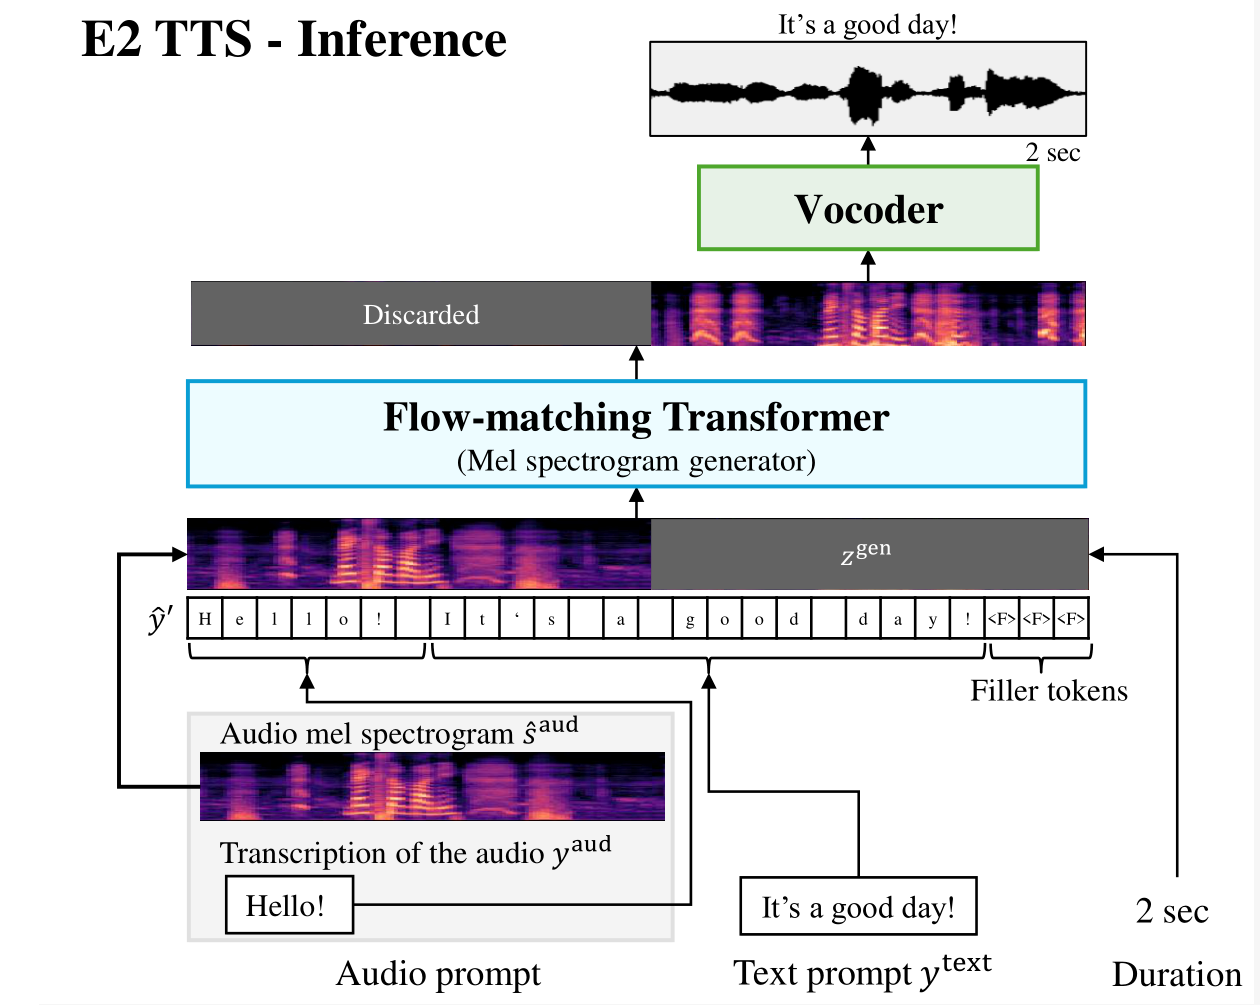 E2 TTS - Inference
It's a good day!
2 sec
Vocoder
Discarded
Flow-matching Transformer
(Mel spectrogram generator)
z^gen
ŷ′ H e l l o ! I t ‘ s a g o o d d a y ! <F> <F> <F>
Filler tokens
Audio mel spectrogram ŝ^aud
Transcription of the audio y^aud
Hello!
It's a good day!
2 sec
Audio prompt
Text prompt y^text
Duration